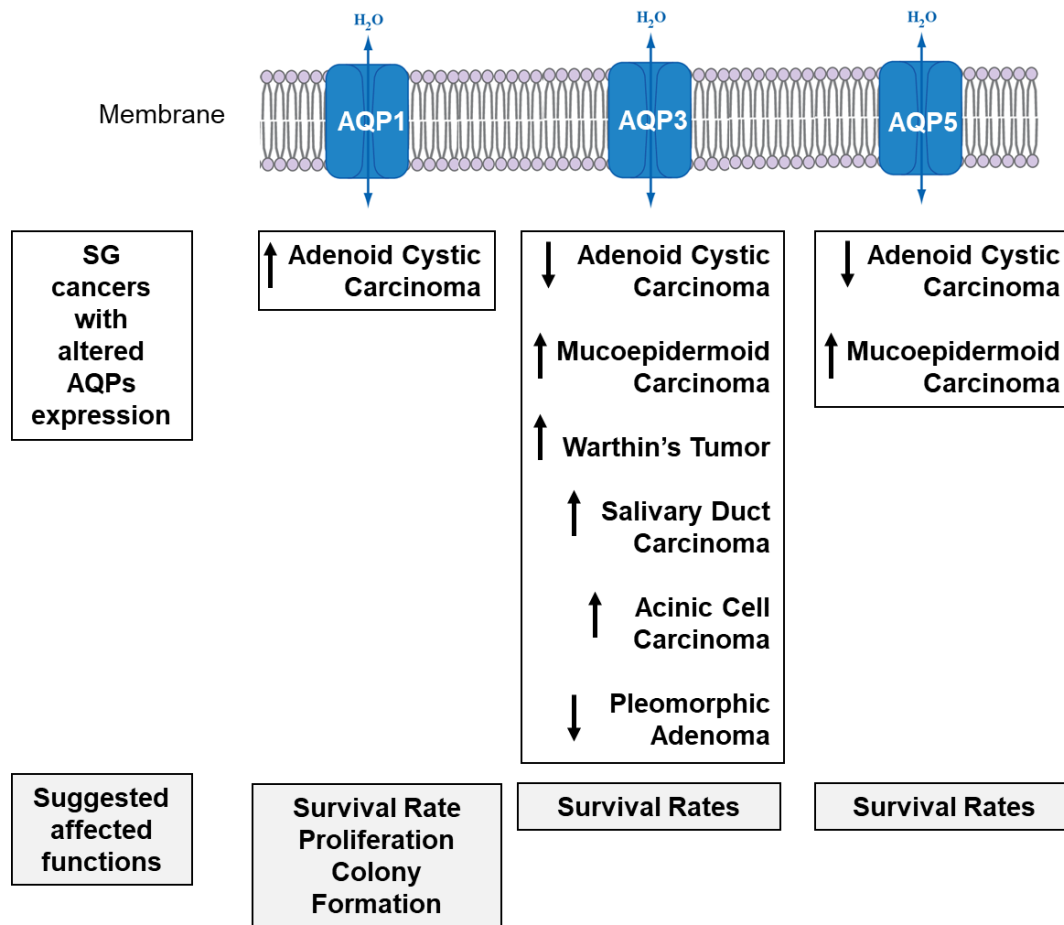 H₂O
H₂O
H₂O
Membrane
AQP1
AQP3
AQP5
SG
cancers
with
altered
AQPs
expression
Adenoid Cystic
Carcinoma
Adenoid Cystic
Carcinoma
Mucoepidermoid
Carcinoma
Warthin’s Tumor
Salivary Duct
Carcinoma
Acinic Cell
Carcinoma
Pleomorphic
Adenoma
Adenoid Cystic
Carcinoma
Mucoepidermoid
Carcinoma
Suggested
affected
functions
Survival Rate
Proliferation
Colony
Formation
Survival Rates
Survival Rates